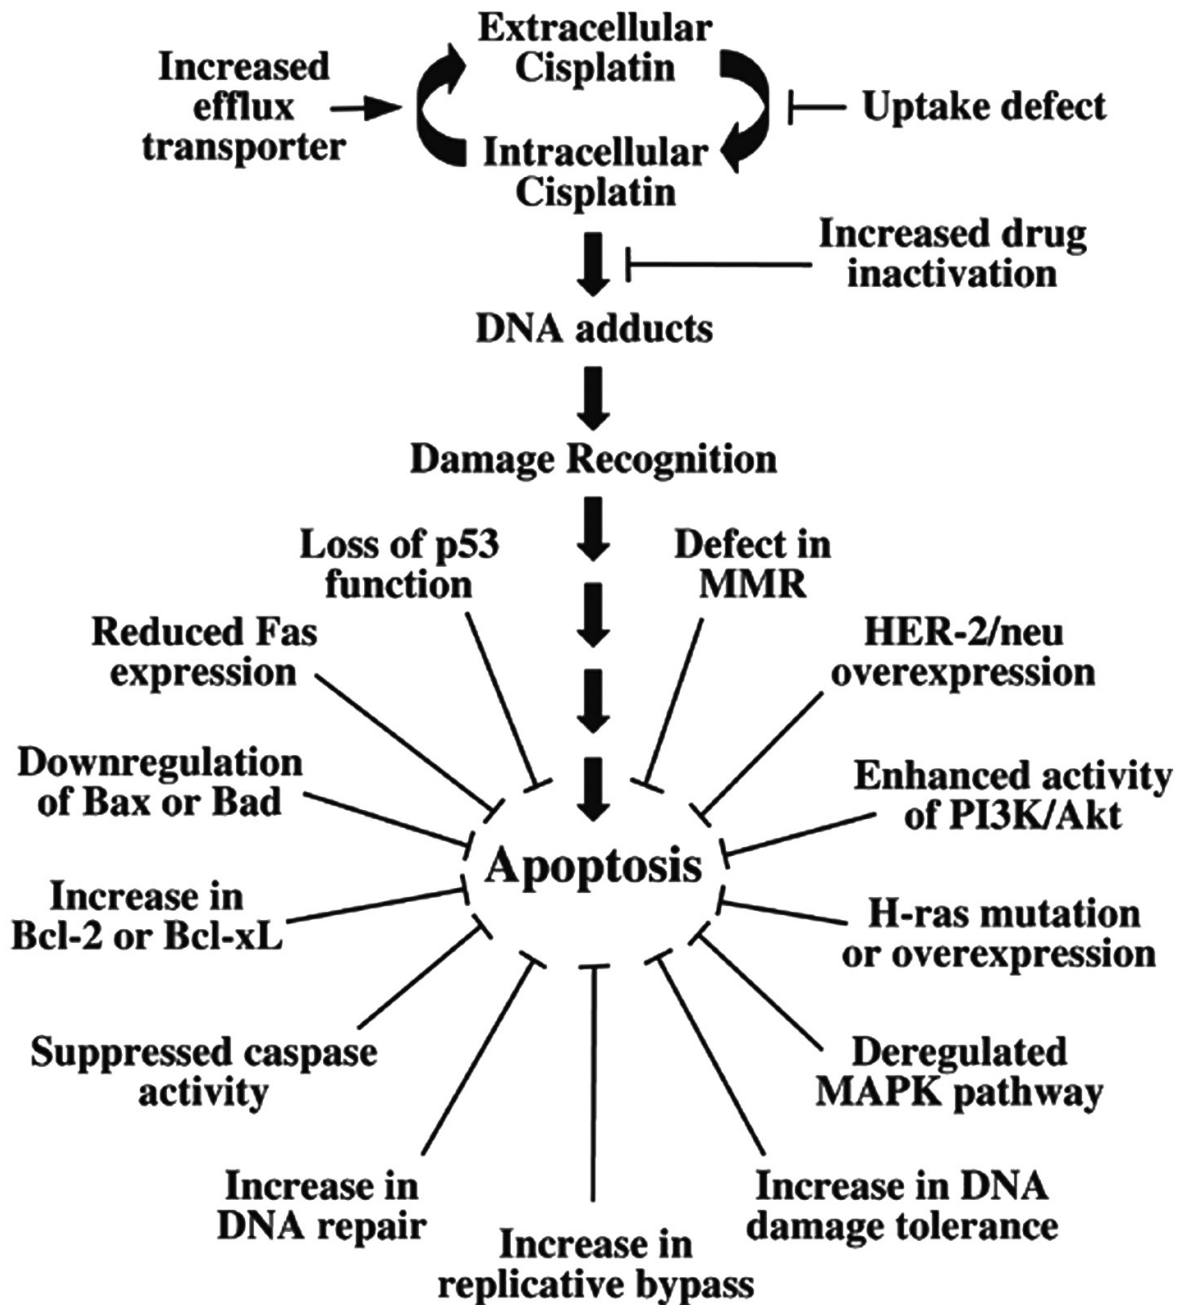 Extracellular
Cisplatin
Increased
efflux
transporter
Uptake defect
Intracellular
Cisplatin
Increased drug
inactivation
DNA adducts
Damage Recognition
Loss of p53
function
Defect in
MMR
Reduced Fas
expression
HER-2/neu
overexpression
Downregulation
of Bax or Bad
Enhanced activity
of PI3K/Akt
Apoptosis
Increase in
Bcl-2 or Bcl-xL
H-ras mutation
or overexpression
Suppressed caspase
activity
Deregulated
MAPK pathway
Increase in
DNA repair
Increase in DNA
damage tolerance
Increase in
replicative bypass